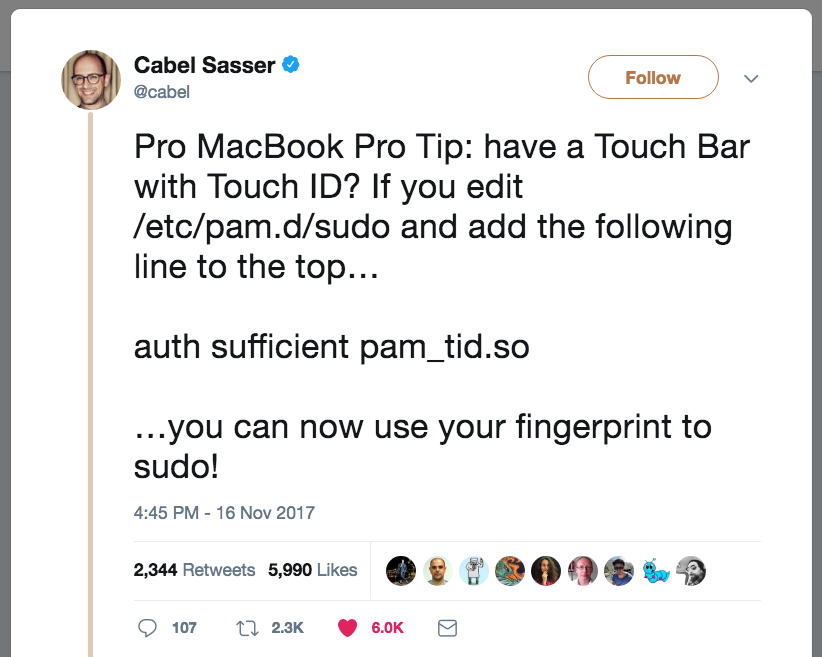 Cabel Sasser
@cabel
Follow
Pro MacBook Pro Tip: have a Touch Bar
with Touch ID? If you edit
/etc/pam.d/sudo and add the following
line to the top…
auth sufficient pam_tid.so
…you can now use your fingerprint to
sudo!
4:45 PM - 16 Nov 2017
2,344 Retweets 5,990 Likes
107 2.3K 6.0K